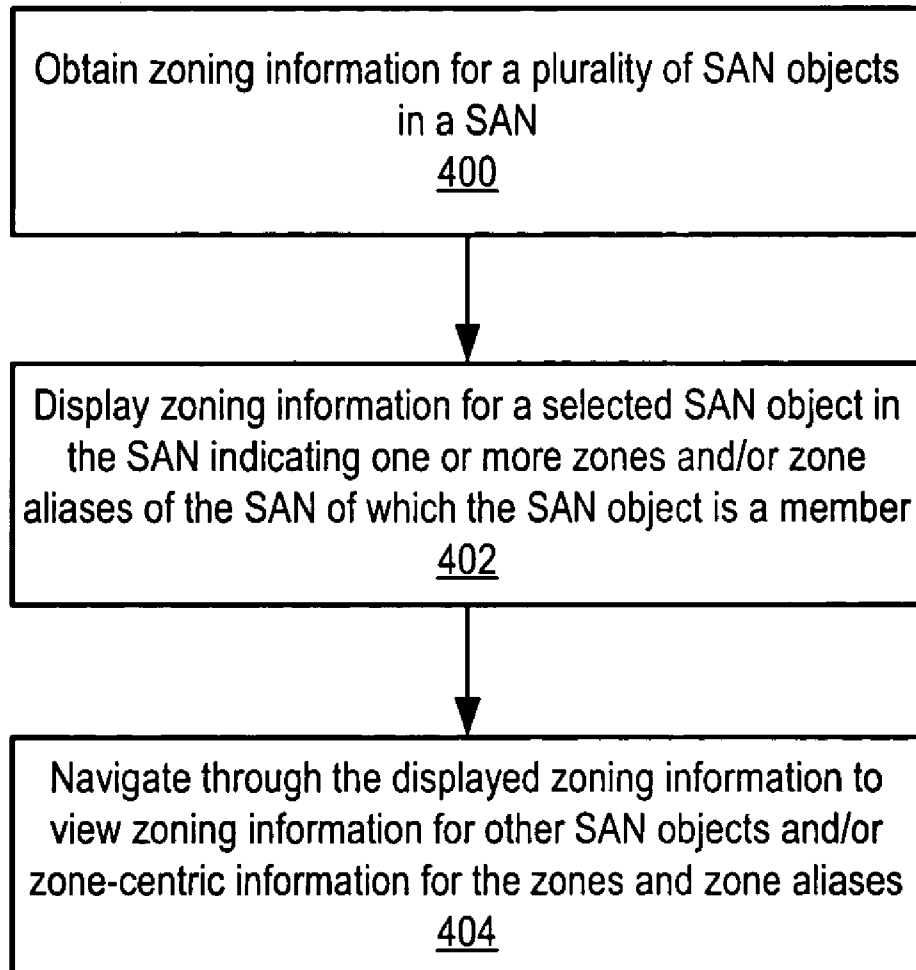 Obtain zoning information for a plurality of SAN objects
in a SAN
400
Display zoning information for a selected SAN object in
the SAN indicating one or more zones and/or zone
aliases of the SAN of which the SAN object is a member
402
Navigate through the displayed zoning information to
view zoning information for other SAN objects and/or
zone-centric information for the zones and zone aliases
404